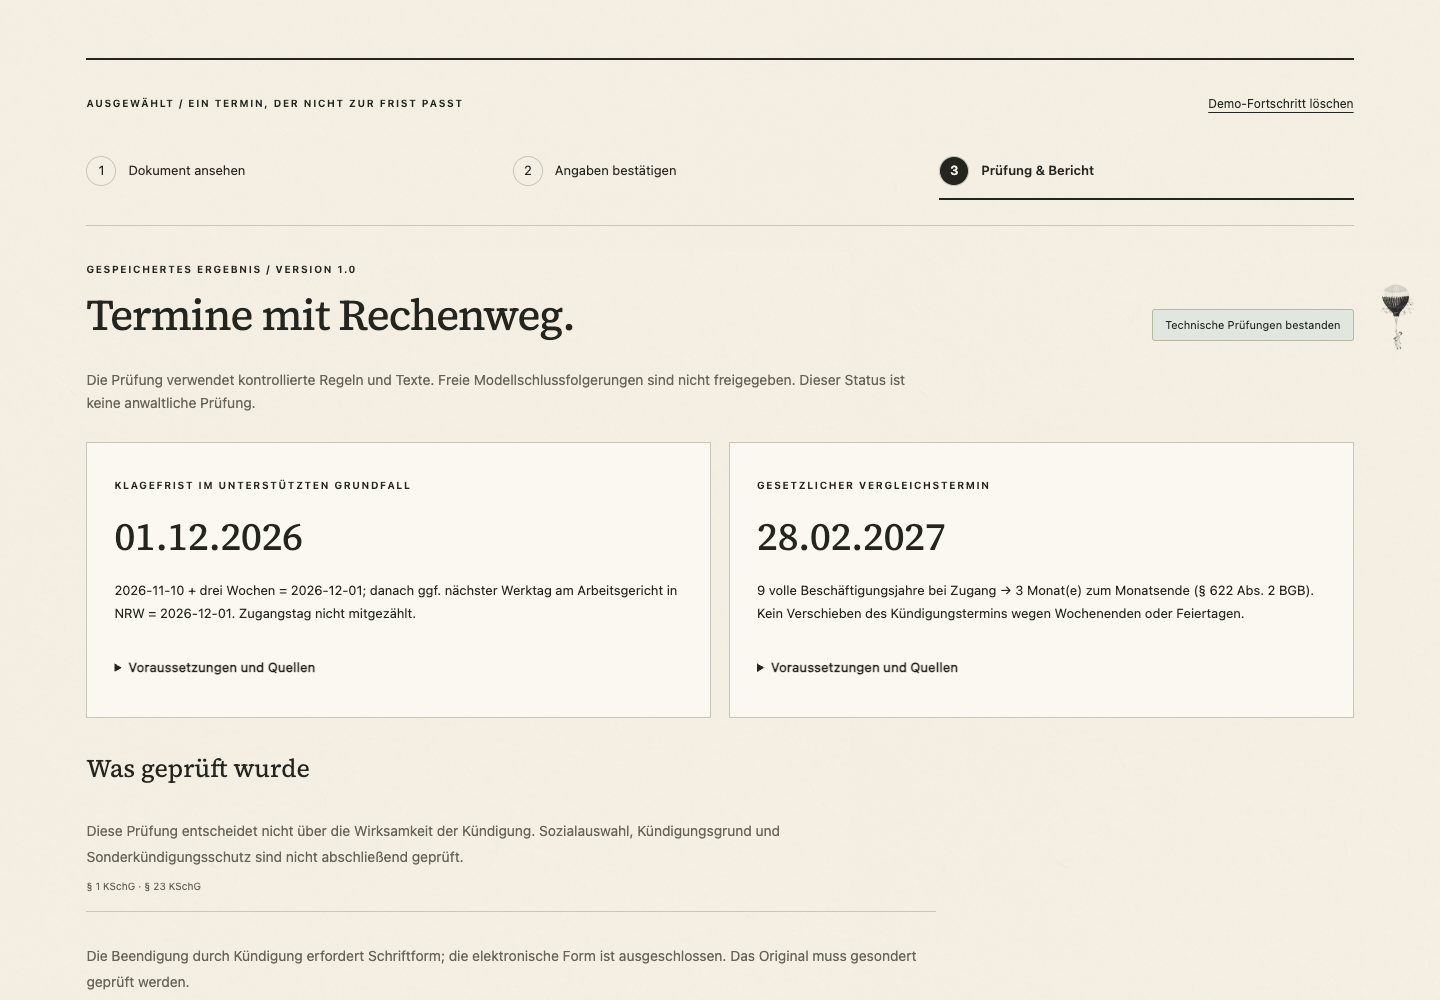 AUSGEWÄHLT / EIN TERMIN, DER NICHT ZUR FRIST PASST
Demo-Fortschritt löschen
1 Dokument ansehen
2 Angaben bestätigen
3 Prüfung & Bericht
GESPEICHERTES ERGEBNIS / VERSION 1.0
Termine mit Rechenweg.
Technische Prüfungen bestanden
Die Prüfung verwendet kontrollierte Regeln und Texte. Freie Modellschlussfolgerungen sind nicht freigegeben. Dieser Status ist
keine anwaltliche Prüfung.
KLAGEFRIST IM UNTERSTÜTZTEN GRUNDFALL
01.12.2026
2026-11-10 + drei Wochen = 2026-12-01; danach ggf. nächster Werktag am Arbeitsgericht in
NRW = 2026-12-01. Zugangstag nicht mitgezählt.
▶ Voraussetzungen und Quellen
GESETZLICHER VERGLEICHSTERMIN
28.02.2027
9 volle Beschäftigungsjahre bei Zugang → 3 Monat(e) zum Monatsende (§ 622 Abs. 2 BGB).
Kein Verschieben des Kündigungstermins wegen Wochenenden oder Feiertagen.
▶ Voraussetzungen und Quellen
Was geprüft wurde
Diese Prüfung entscheidet nicht über die Wirksamkeit der Kündigung. Sozialauswahl, Kündigungsgrund und
Sonderkündigungsschutz sind nicht abschließend geprüft.
§ 1 KSchG · § 23 KSchG
Die Beendigung durch Kündigung erfordert Schriftform; die elektronische Form ist ausgeschlossen. Das Original muss gesondert
geprüft werden.